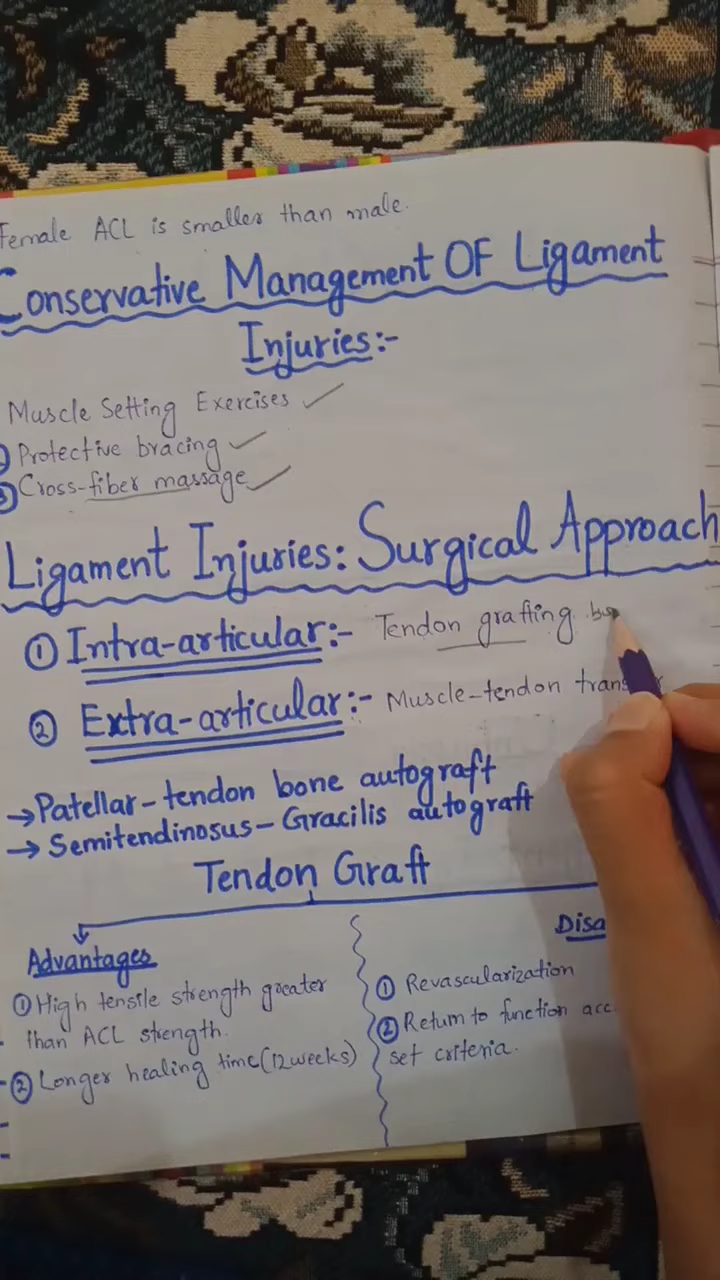 Female ACL is smaller than male.
Conservative Management OF Ligament
Injuries:-
Muscle Setting Exercises ✓
Protective bracing ✓
③ Cross-fiber massage ✓
Ligament Injuries: Surgical Approach
① Intra-articular:- Tendon grafting
② Extra-articular:- Muscle-tendon
→ Patellar-tendon bone autograft
→ Semitendinosus-Gracilis autograft
Tendon Graft
Advantages
① High tensile strength greater
than ACL strength.
② Longer healing time (12 weeks)
Disa
① Revascularization
② Return to function acc
set criteria.